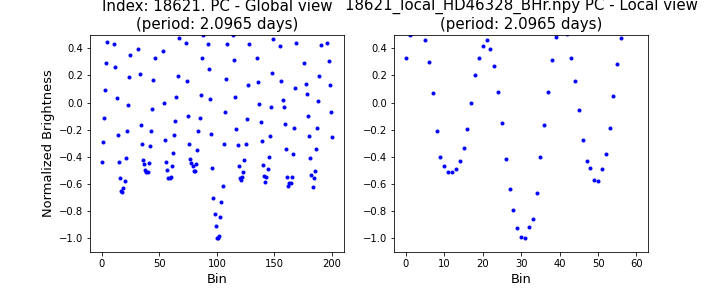 Index: 18621. PC - Global view
(period: 2.0965 days)
18621_local_HD46328_BHr.npy PC - Local view
(period: 2.0965 days)
Normalized Brightness
0.4
0.2
0.0
−0.2
−0.4
−0.6
−0.8
−1.0
0 50 100 150 200
Bin
0.4
0.2
0.0
−0.2
−0.4
−0.6
−0.8
−1.0
0 10 20 30 40 50 60
Bin